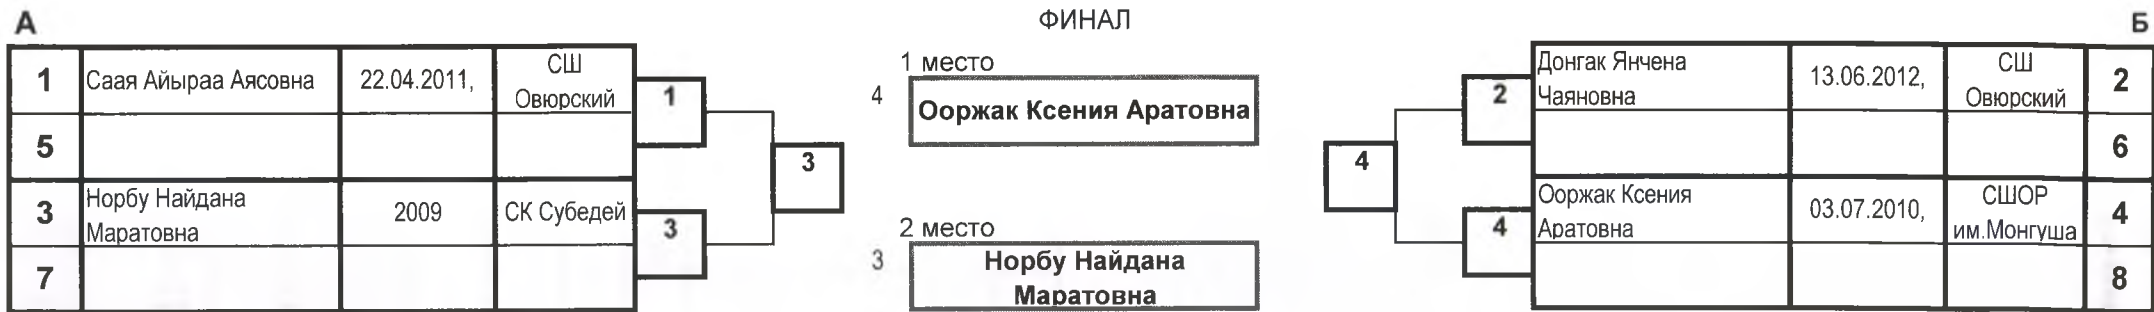 А
1
Саая Айыраа Аясовна
22.04.2011,
СШ
Овюрский
5
3
Норбу Найдана
Маратовна
2009
СК Субедей
7
1
3
3
ФИНАЛ
1 место
4
Ооржак Ксения Аратовна
2 место
3
Норбу Найдана
Маратовна
Б
4
2
4
Донгак Янчена
Чаяновна
13.06.2012,
СШ
Овюрский
2
6
Ооржак Ксения
Аратовна
03.07.2010,
СШОР
им.Монгуша
4
8